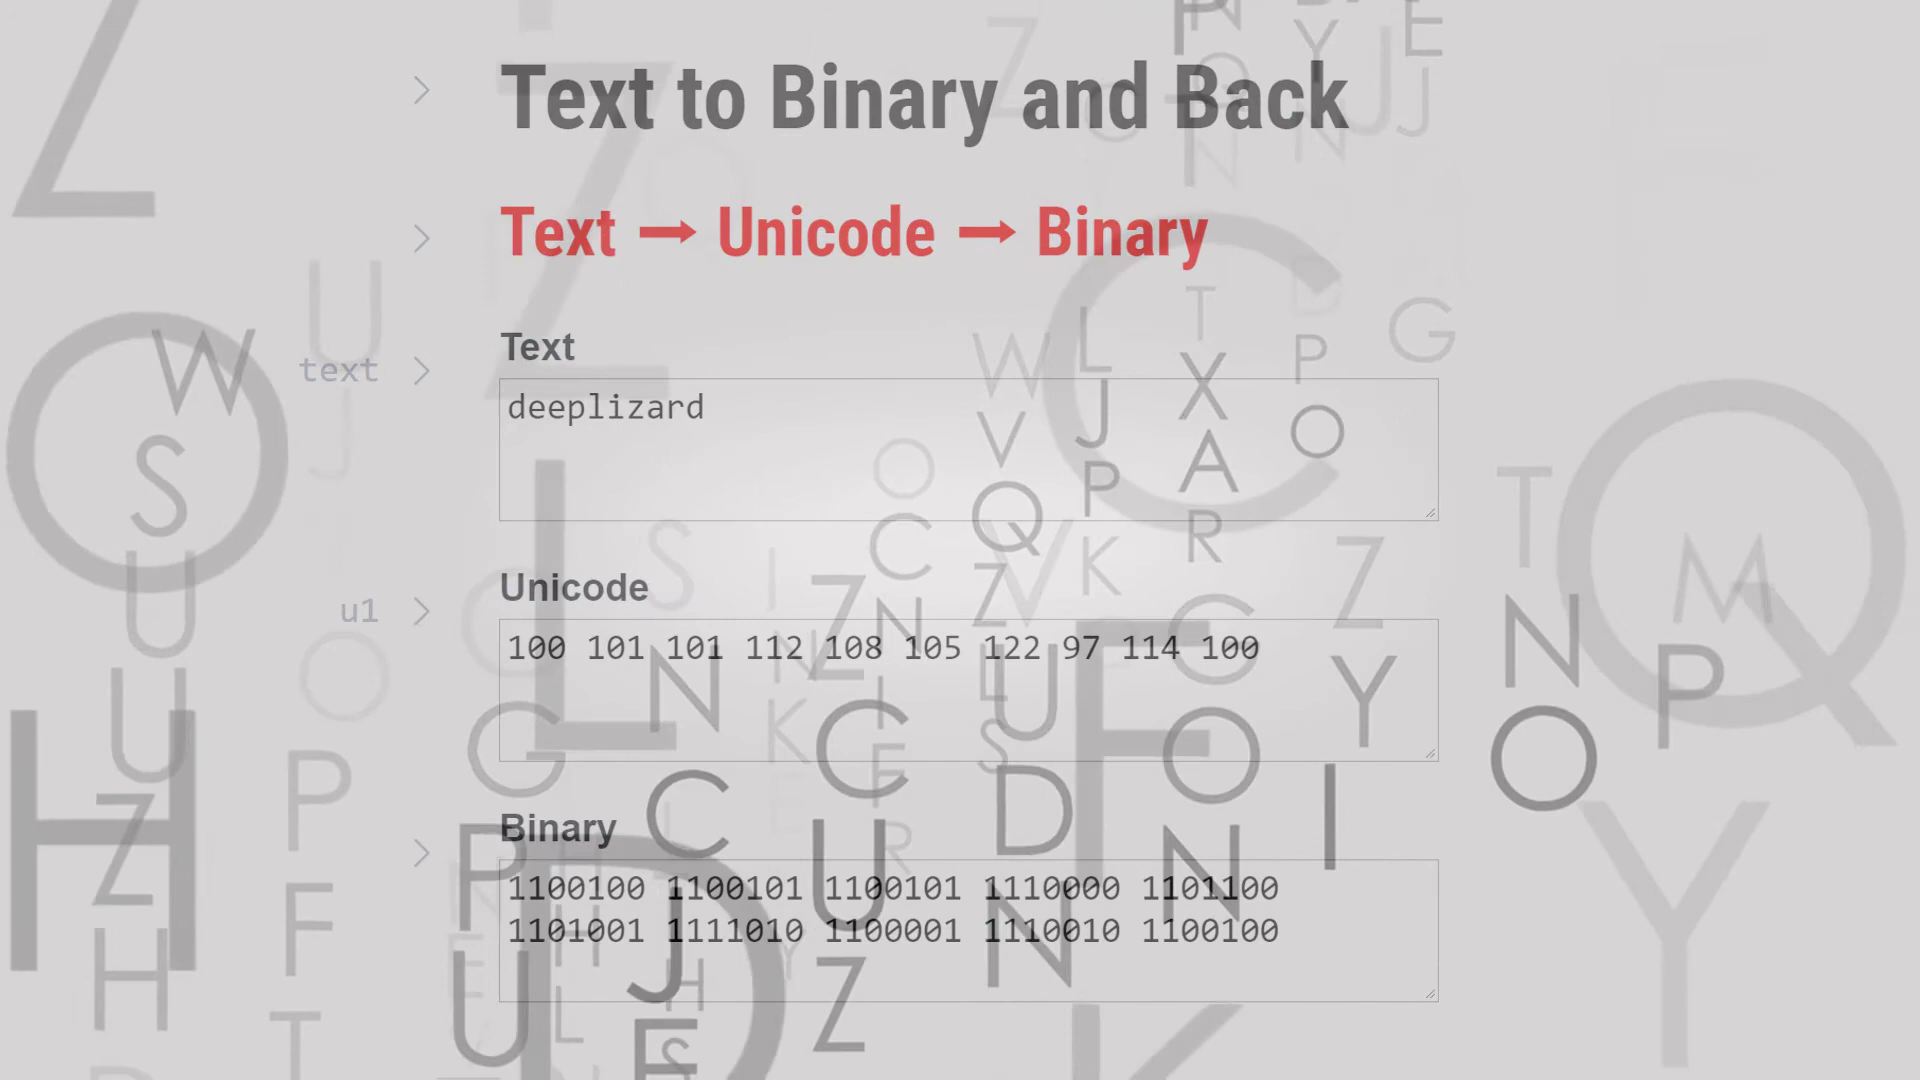 Text to Binary and Back
Text → Unicode → Binary
Text
text
deeplizard
Unicode
u1
100 101 101 112 108 105 122 97 114 100
Binary
1100100 1100101 1100101 1110000 1101100
1101001 1111010 1100001 1110010 1100100